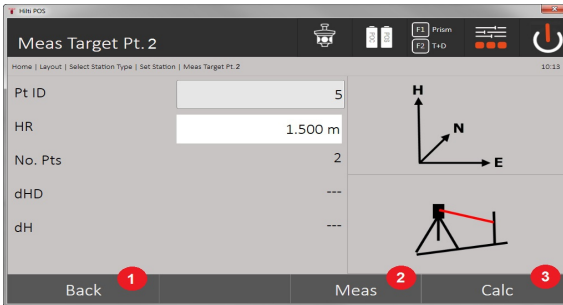 Hilti POS
Meas Target Pt. 2
POC
POS
F1 Prism
F2 T+D
Home | Layout | Select Station Type | Set Station | Meas Target Pt. 2
10:13
Pt ID 5
HR 1.500 m
No. Pts 2
dHD ---
dH ---
H
N
E
1
2
3
Back
Meas
Calc